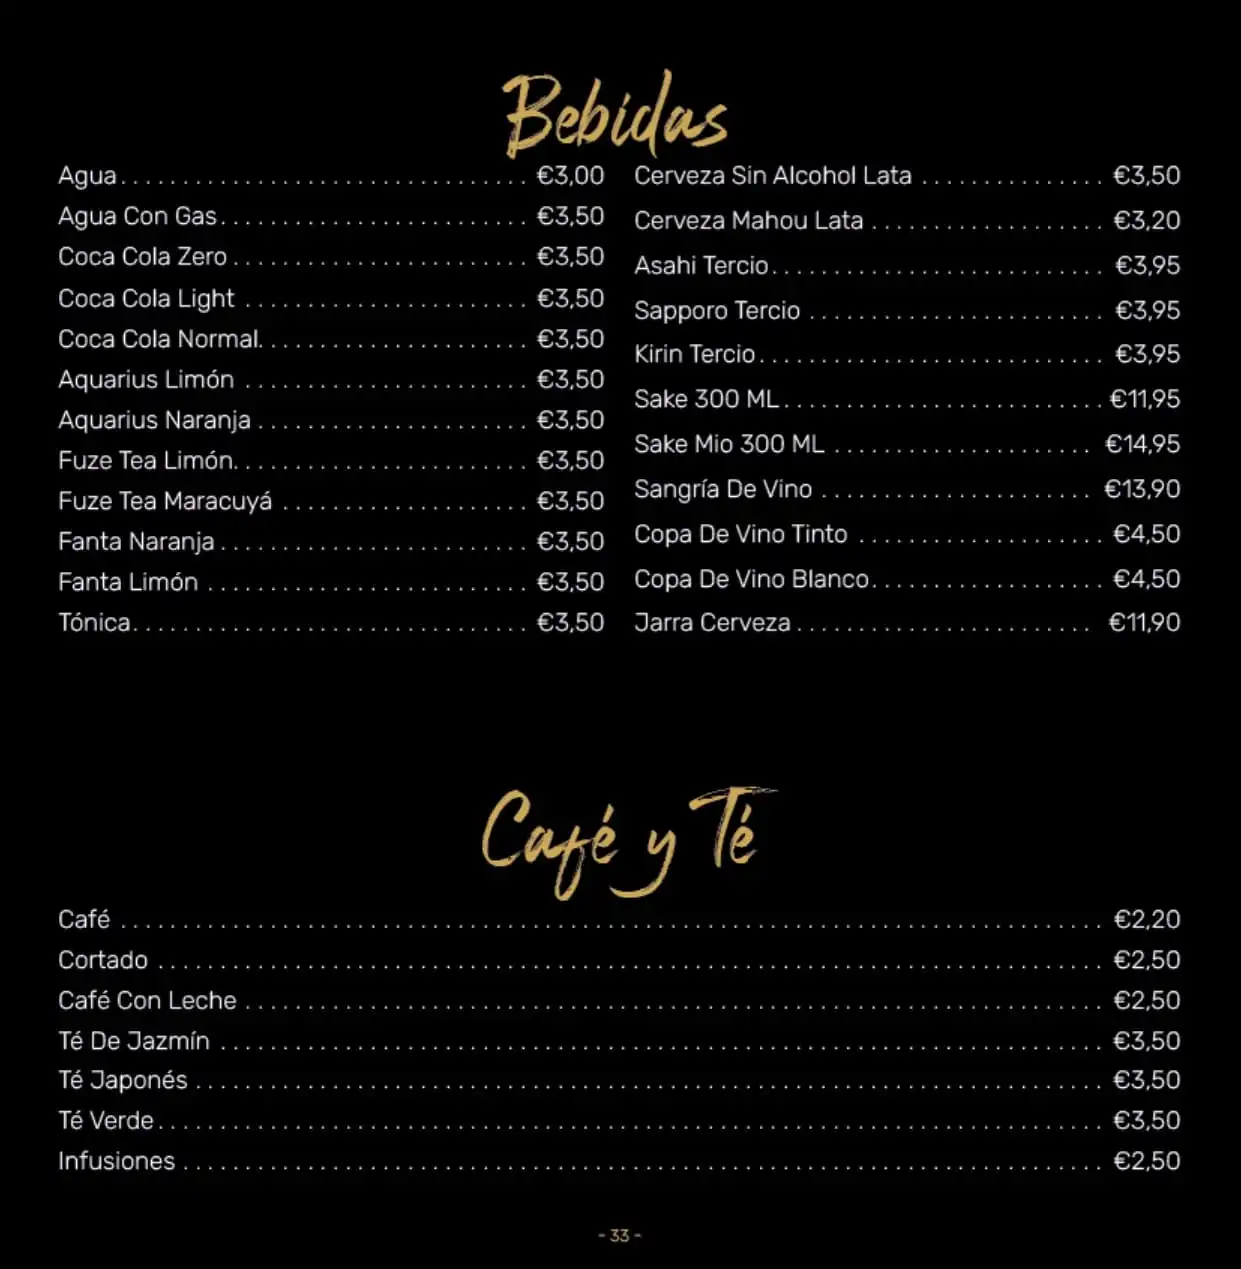 Bebidas
Agua ................................ €3,00
Agua Con Gas ......................... €3,50
Coca Cola Zero ........................ €3,50
Coca Cola Light ....................... €3,50
Coca Cola Normal ...................... €3,50
Aquarius Limón ....................... €3,50
Aquarius Naranja ...................... €3,50
Fuze Tea Limón ........................ €3,50
Fuze Tea Maracuyá .................... €3,50
Fanta Naranja ......................... €3,50
Fanta Limón .......................... €3,50
Tónica ................................ €3,50
Cerveza Sin Alcohol Lata ............... €3,50
Cerveza Mahou Lata ................... €3,20
Asahi Tercio ........................... €3,95
Sapporo Tercio ........................ €3,95
Kirin Tercio ............................ €3,95
Sake 300 ML .......................... €11,95
Sake Mio 300 ML ..................... €14,95
Sangría De Vino ...................... €13,90
Copa De Vino Tinto .................... €4,50
Copa De Vino Blanco ................... €4,50
Jarra Cerveza ........................ €11,90
Café y Té
Café ................................................................................ €2,20
Cortado ............................................................................. €2,50
Café Con Leche ...................................................................... €2,50
Té De Jazmín ........................................................................ €3,50
Té Japonés .......................................................................... €3,50
Té Verde ............................................................................ €3,50
Infusiones .......................................................................... €2,50
- 33 -